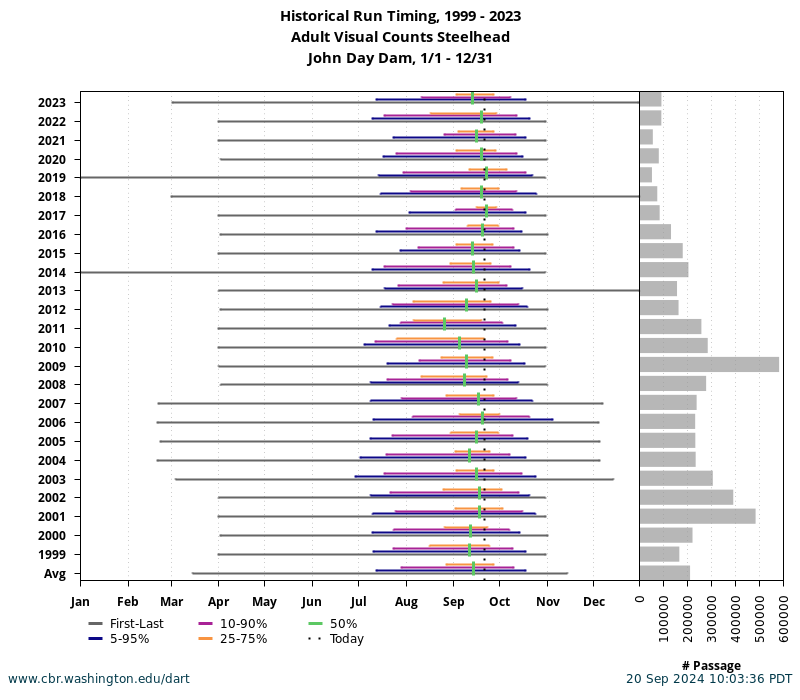 Historical Run Timing, 1999 - 2023
Adult Visual Counts Steelhead
John Day Dam, 1/1 - 12/31
2023
2022
2021
2020
2019
2018
2017
2016
2015
2014
2013
2012
2011
2010
2009
2008
2007
2006
2005
2004
2003
2002
2001
2000
1999
Avg
Jan Feb Mar Apr May Jun Jul Aug Sep Oct Nov Dec
0 100000 200000 300000 400000 500000 600000
# Passage
First-Last 10-90% 50%
5-95% 25-75% Today
www.cbr.washington.edu/dart
20 Sep 2024 10:03:36 PDT